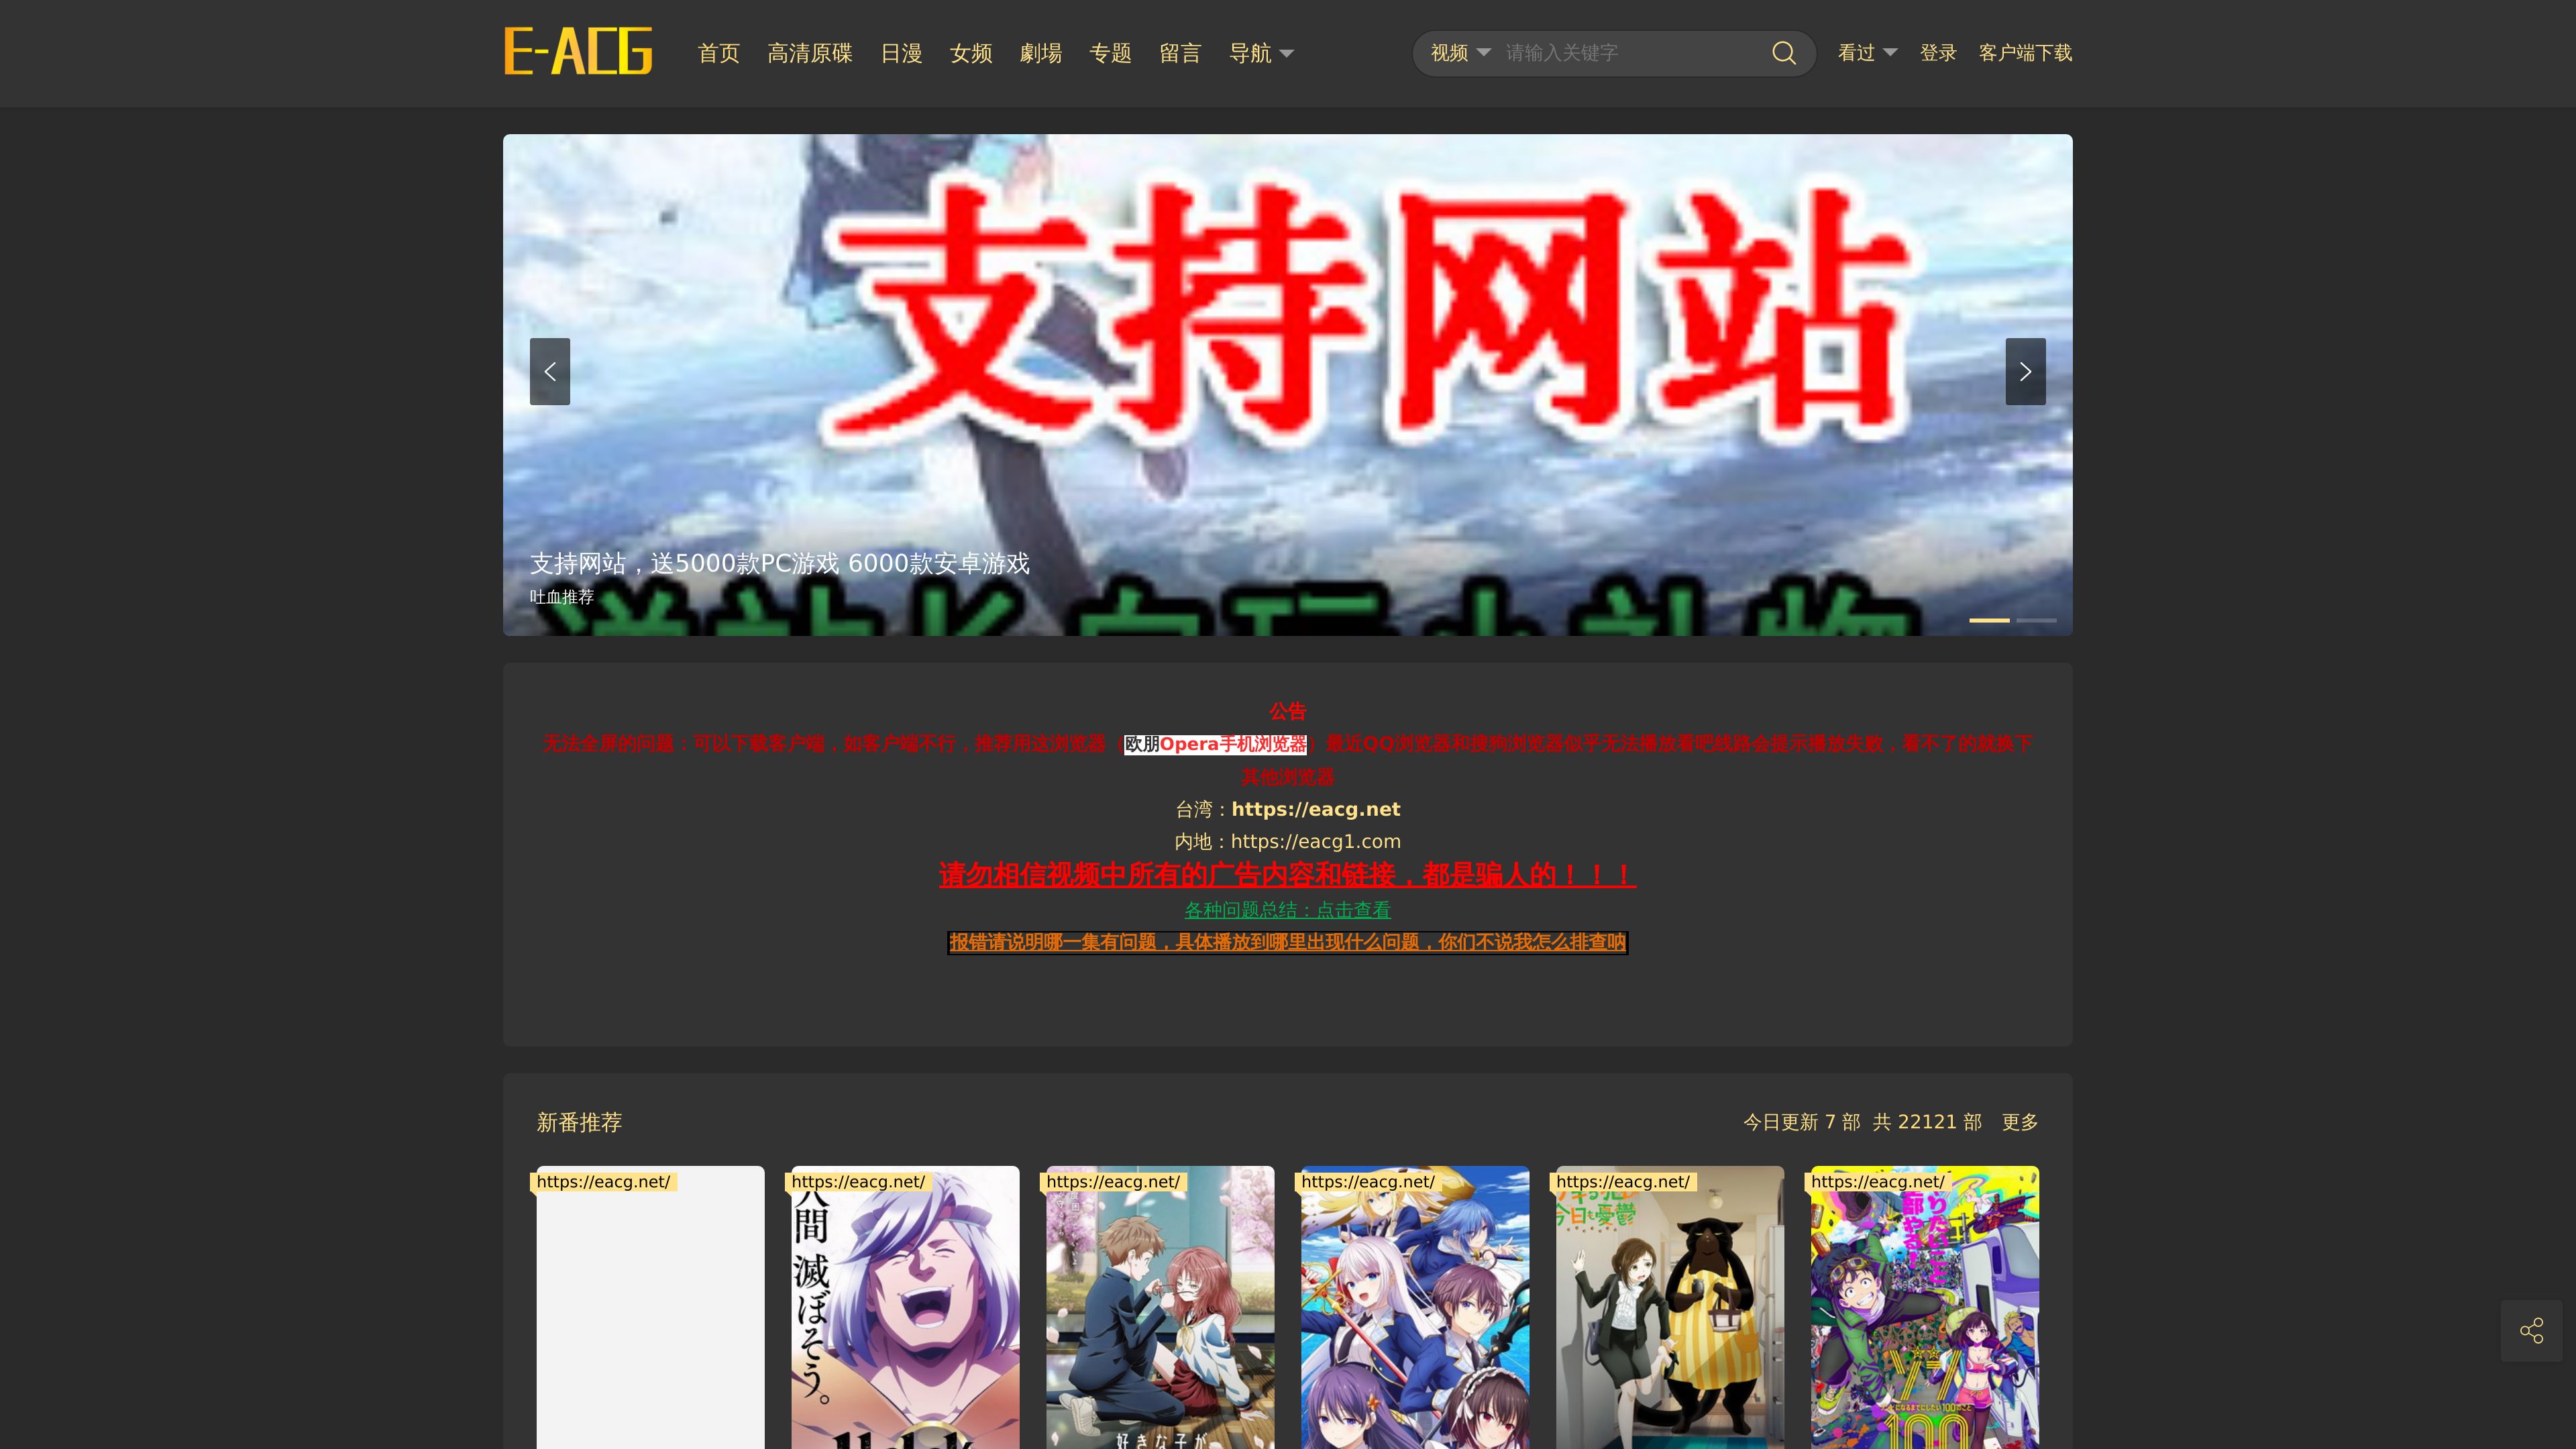 E-ACG
首页 高清原碟 日漫 女频 劇場 专题 留言 导航
视频 请输入关键字
看过 登录 客户端下载
支持网站
支持网站，送5000款PC游戏 6000款安卓游戏
吐血推荐
公告
无法全屏的问题：可以下载客户端，如客户端不行，推荐用这浏览器（欧朋Opera手机浏览器）最近QQ浏览器和搜狗浏览器似乎无法播放看吧线路会提示播放失败，看不了的就换下
其他浏览器
台湾：https://eacg.net
内地：https://eacg1.com
请勿相信视频中所有的广告内容和链接，都是骗人的！！！
各种问题总结：点击查看
报错请说明哪一集有问题，具体播放到哪里出现什么问题，你们不说我怎么排查呐
新番推荐
今日更新 7 部 共 22121 部 更多
https://eacg.net/
https://eacg.net/
https://eacg.net/
https://eacg.net/
https://eacg.net/
https://eacg.net/
人間滅ぼそう。
好きな子が
今日も憂鬱
100